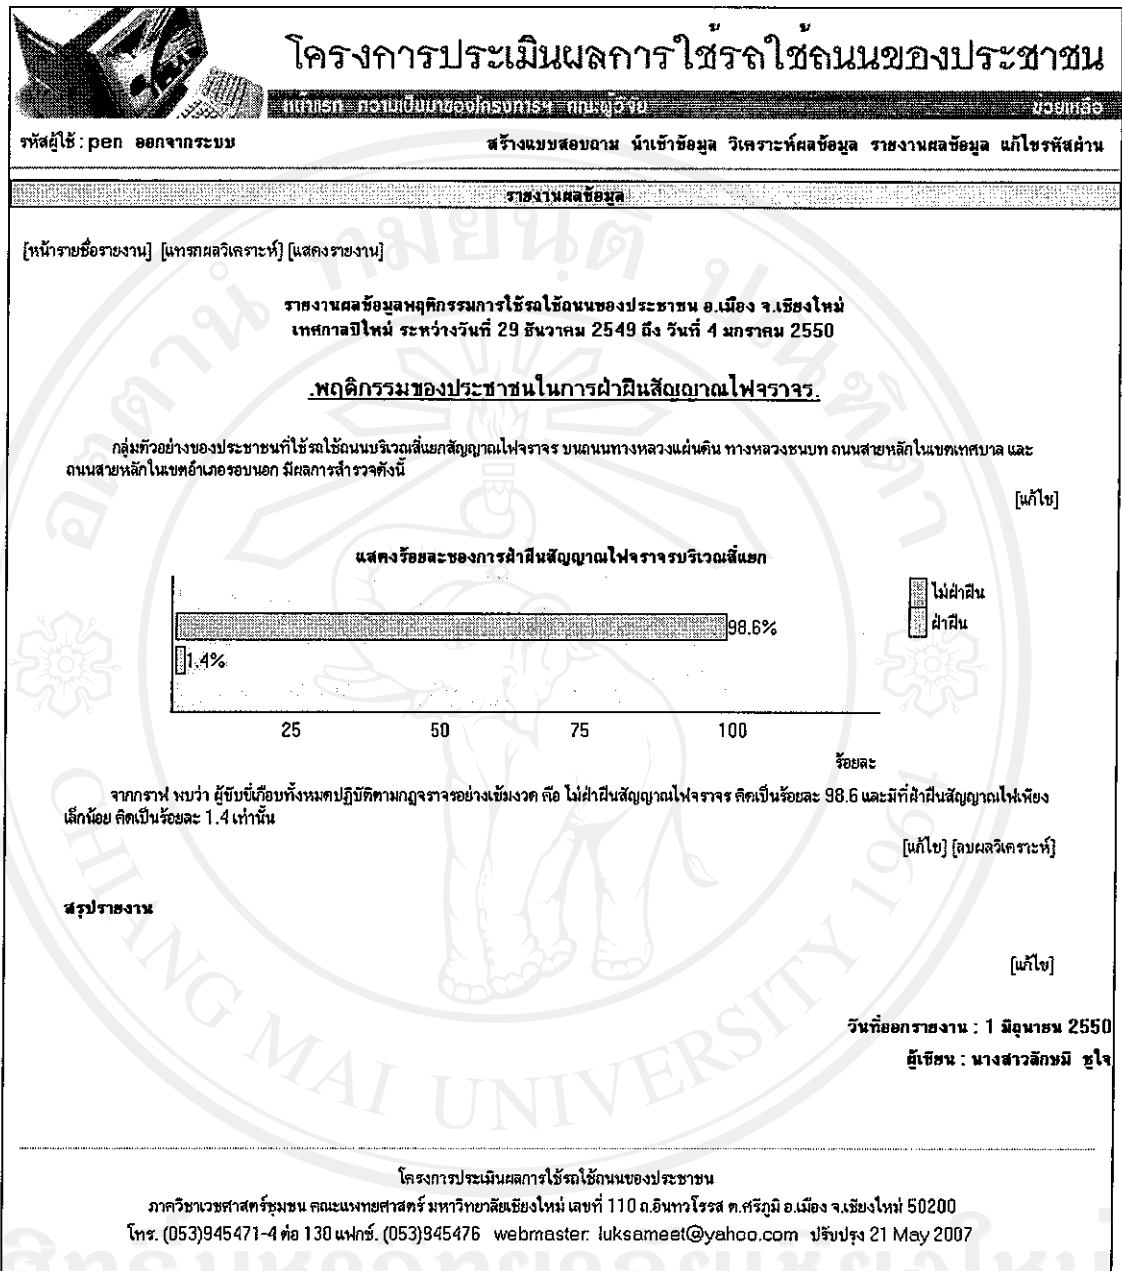 โครงการประเมินผลการใช้รถใช้ถนนของประชาชน
หน้าแรก ความเป็นมาของโครงการฯ คณะผู้วิจัย ช่วยเหลือ
รหัสผู้ใช้ : pen ออกจากระบบ สร้างแบบสอบถาม นำเข้าข้อมูล วิเคราะห์ผลข้อมูล รายงานผลข้อมูล แก้ไขรหัสผ่าน
รายงานผลข้อมูล
[หน้ารายชื่อรายงาน] [แทรกผลวิเคราะห์] [แสดงรายงาน]
รายงานผลข้อมูลพฤติกรรมการใช้รถใช้ถนนของประชาชน อ.เมือง จ.เชียงใหม่
เทศกาลปีใหม่ ระหว่างวันที่ 29 ธันวาคม 2549 ถึง วันที่ 4 มกราคม 2550
.พฤติกรรมของประชาชนในการฝ่าฝืนสัญญาณไฟจราจร.
กลุ่มตัวอย่างของประชาชนที่ใช้รถใช้ถนนบริเวณสี่แยกสัญญาณไฟจราจร บนถนนทางหลวงแผ่นดิน ทางหลวงชนบท ถนนสายหลักในเขตเทศบาล และ
ถนนสายหลักในเขตอำเภอรอบนอก มีผลการสำรวจดังนี้
[แก้ไข]
แสดงร้อยละของการฝ่าฝืนสัญญาณไฟจราจรบริเวณสี่แยก
ไม่ฝ่าฝืน
ฝ่าฝืน
98.6%
1.4%
25 50 75 100
ร้อยละ
จากกราฟ พบว่า ผู้ขับขี่เกือบทั้งหมดปฏิบัติตามกฎจราจรอย่างเข้มงวด คือ ไม่ฝ่าฝืนสัญญาณไฟจราจร คิดเป็นร้อยละ 98.6 และมีที่ฝ่าฝืนสัญญาณไฟเพียง
เล็กน้อย คิดเป็นร้อยละ 1.4 เท่านั้น
[แก้ไข] [ลบผลวิเคราะห์]
สรุปรายงาน
[แก้ไข]
วันที่ออกรายงาน : 1 มิถุนายน 2550
ผู้เขียน : นางสาวลักษมี ชูใจ
โครงการประเมินผลการใช้รถใช้ถนนของประชาชน
ภาควิชาเวชศาสตร์ชุมชน คณะแพทยศาสตร์ มหาวิทยาลัยเชียงใหม่ เลขที่ 110 ถ.อินทวโรรส ต.ศรีภูมิ อ.เมือง จ.เชียงใหม่ 50200
โทร. (053)945471-4 ต่อ 130 แฟกซ์. (053)945476 webmaster: luksameet@yahoo.com ปรับปรุง 21 May 2007
CHIANG MAI UNIVERSITY 1964